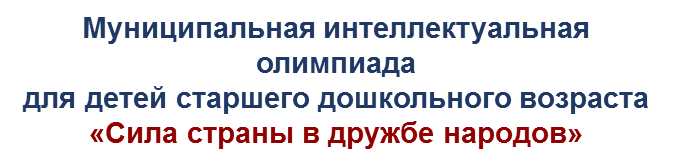 Муниципальная интеллектуальная
олимпиада
для детей старшего дошкольного возраста
«Сила страны в дружбе народов»